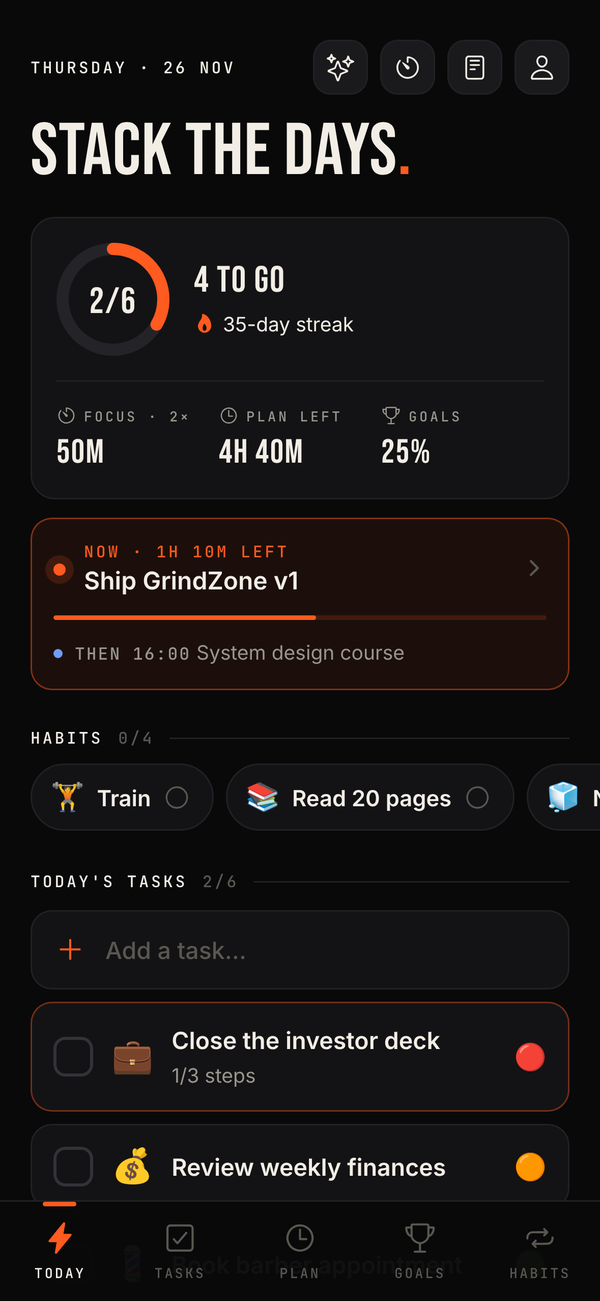 THURSDAY · 26 NOV
STACK THE DAYS.
2/6
4 TO GO
35-day streak
FOCUS · 2×
50M
PLAN LEFT
4H 40M
GOALS
25%
NOW · 1H 10M LEFT
Ship GrindZone v1
THEN 16:00 System design course
HABITS 0/4
Train
Read 20 pages
TODAY'S TASKS 2/6
Add a task...
Close the investor deck
1/3 steps
Review weekly finances
Book barber appointment
TODAY
TASKS
PLAN
GOALS
HABITS